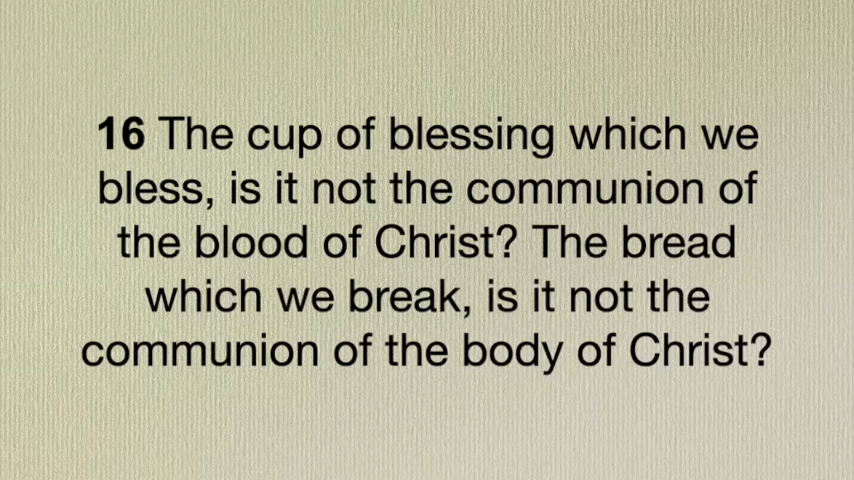 16 The cup of blessing which we
bless, is it not the communion of
the blood of Christ? The bread
which we break, is it not the
communion of the body of Christ?